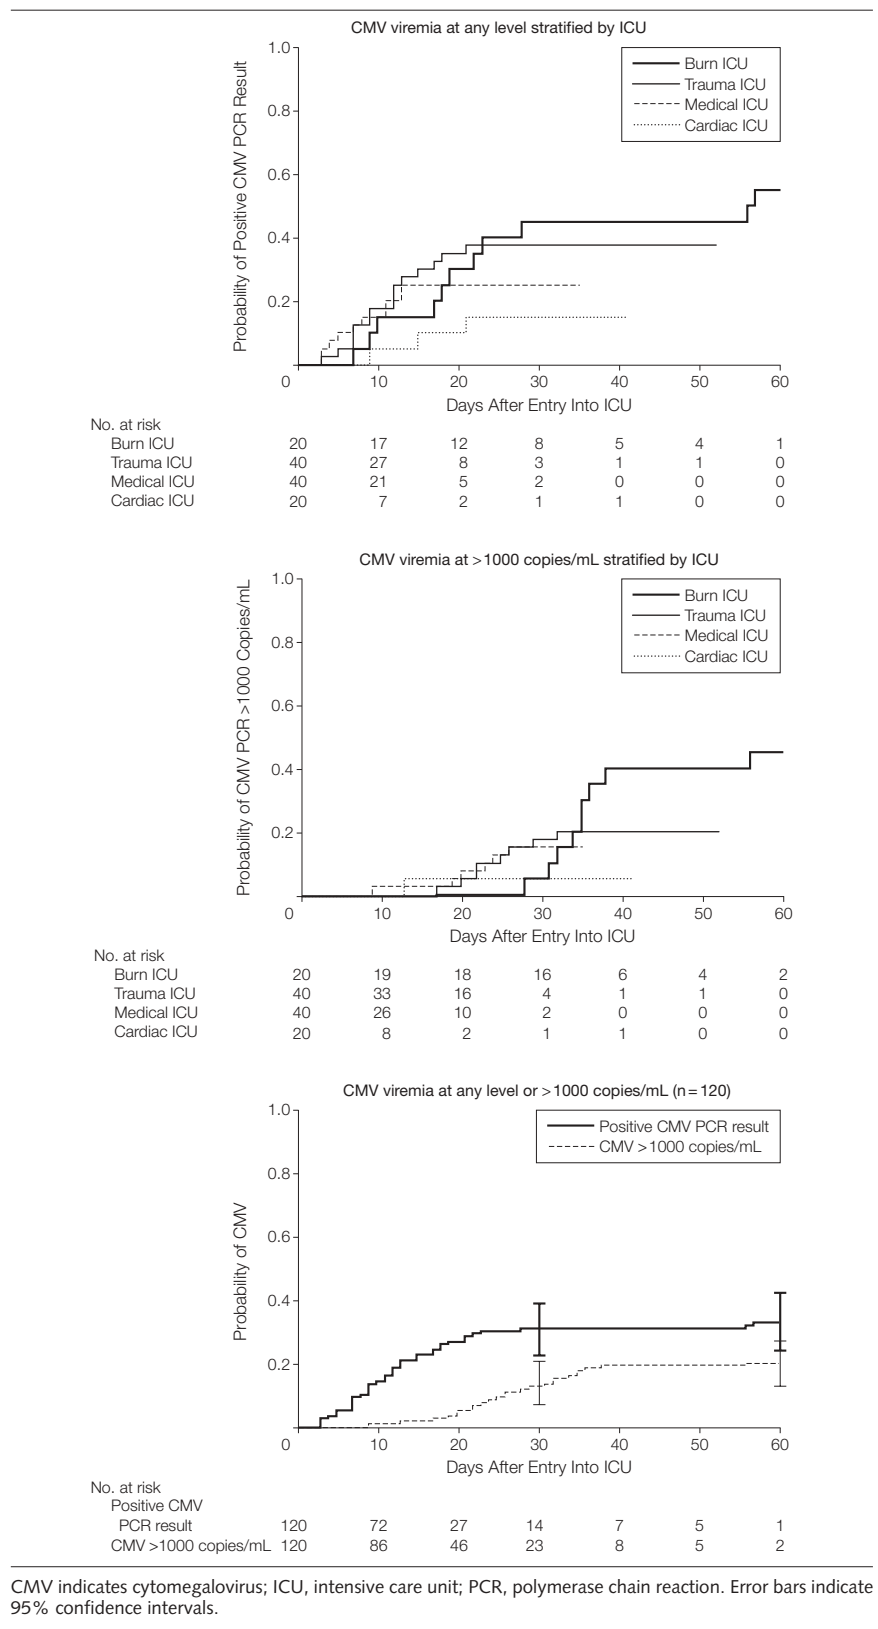 CMV viremia at any level stratified by ICU
Probability of Positive CMV PCR Result
1.0
0.8
0.6
0.4
0.2
Burn ICU
Trauma ICU
Medical ICU
Cardiac ICU
0 10 20 30 40 50 60
Days After Entry Into ICU
No. at risk
Burn ICU 20 17 12 8 5 4 1
Trauma ICU 40 27 8 3 1 1 0
Medical ICU 40 21 5 2 0 0 0
Cardiac ICU 20 7 2 1 1 0 0
CMV viremia at >1000 copies/mL stratified by ICU
Probability of CMV PCR >1000 Copies/mL
1.0
0.8
0.6
0.4
0.2
Burn ICU
Trauma ICU
Medical ICU
Cardiac ICU
0 10 20 30 40 50 60
Days After Entry Into ICU
No. at risk
Burn ICU 20 19 18 16 6 4 2
Trauma ICU 40 33 16 4 1 1 0
Medical ICU 40 26 10 2 0 0 0
Cardiac ICU 20 8 2 1 1 0 0
CMV viremia at any level or >1000 copies/mL (n=120)
Probability of CMV
1.0
0.8
0.6
0.4
0.2
Positive CMV PCR result
CMV >1000 copies/mL
0 10 20 30 40 50 60
Days After Entry Into ICU
No. at risk
Positive CMV
PCR result 120 72 27 14 7 5 1
CMV >1000 copies/mL 120 86 46 23 8 5 2
CMV indicates cytomegalovirus; ICU, intensive care unit; PCR, polymerase chain reaction. Error bars indicate
95% confidence intervals.